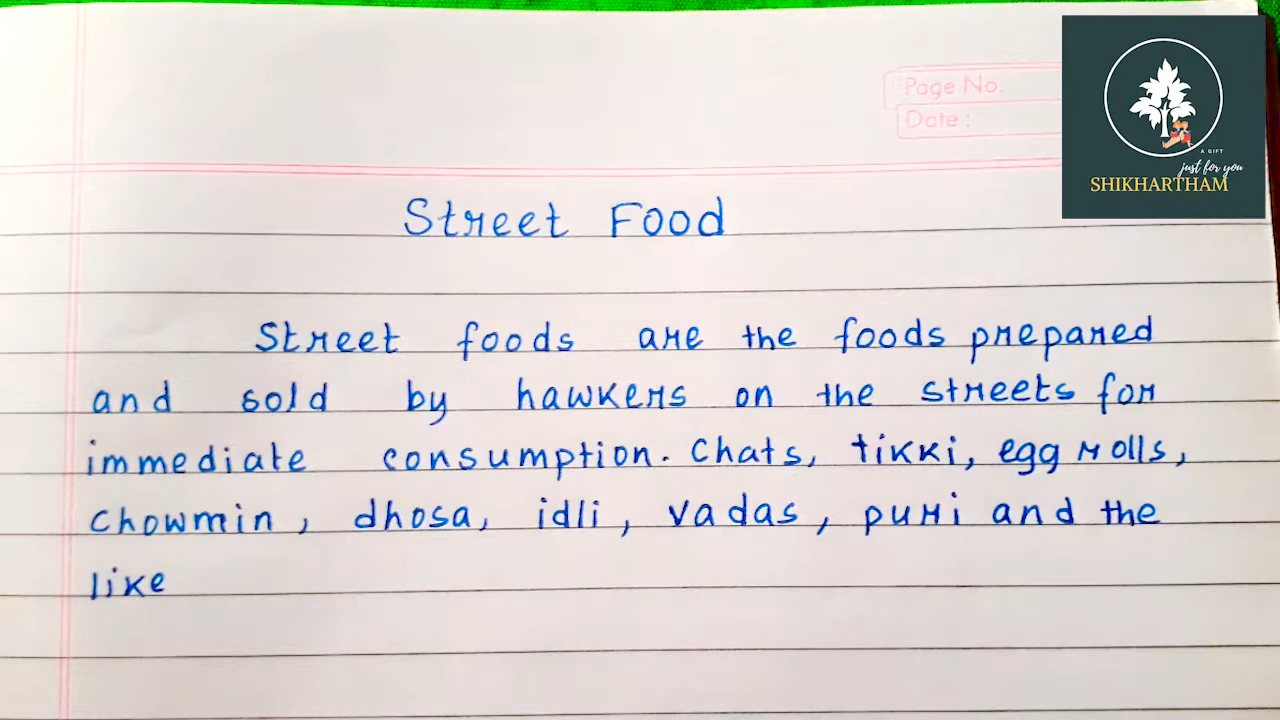 Page No.
Date :
A GIFT
just for you
SHIKHARTHAM
Street Food
Street foods are the foods prepared
and sold by hawkers on the streets for
immediate consumption. Chats, tikki, egg rolls,
chowmin, dhosa, idli, vadas, puri and the
like